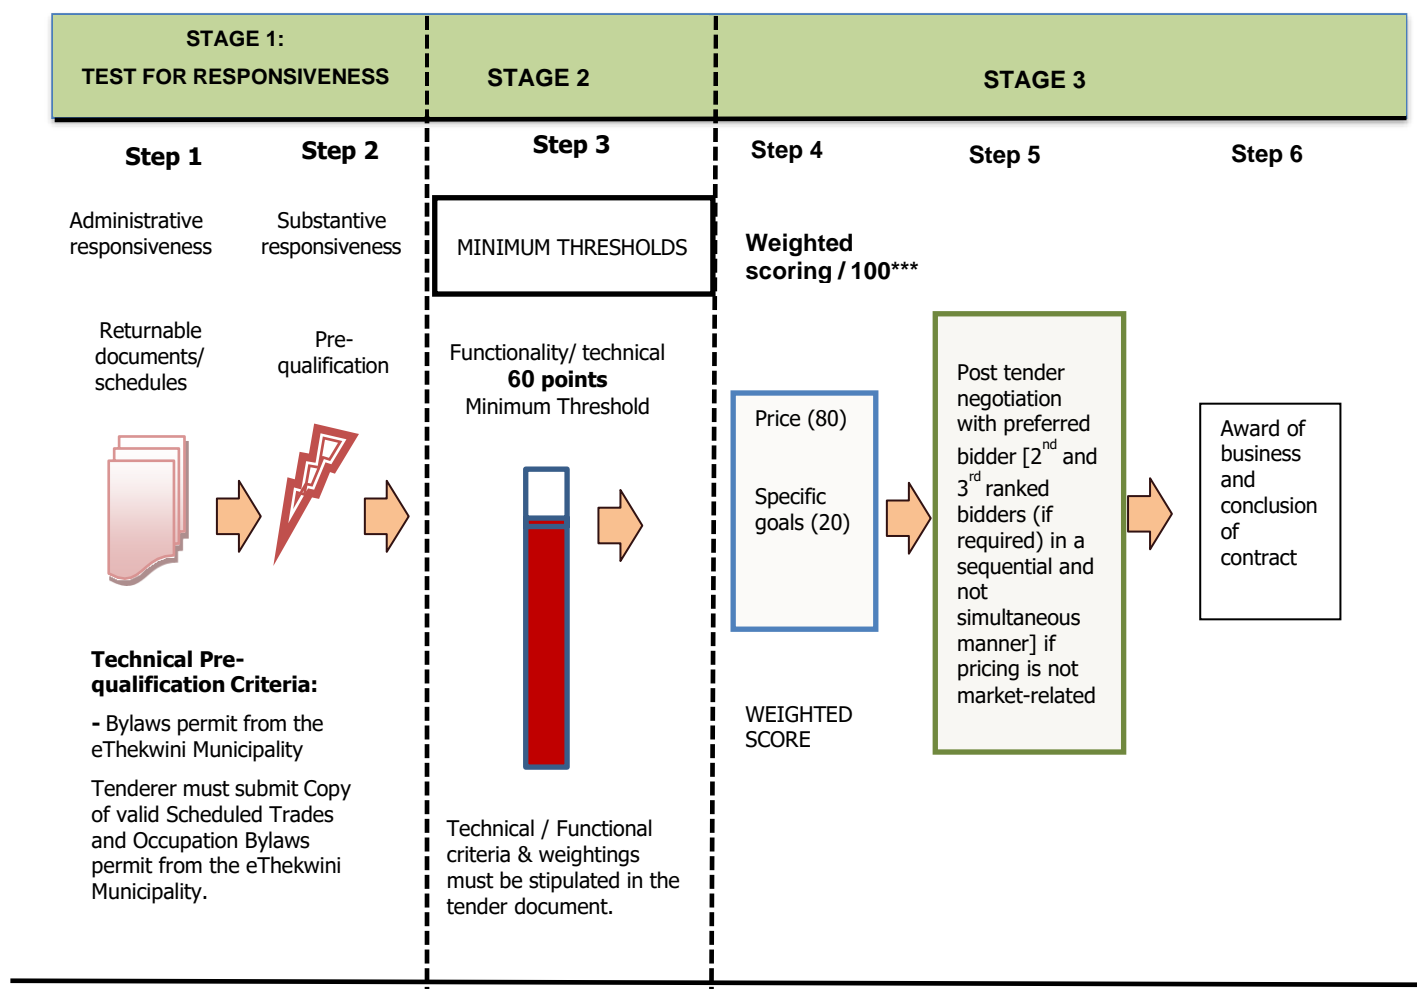 STAGE 1:
TEST FOR RESPONSIVENESS
STAGE 2
STAGE 3
Step 1
Step 2
Step 3
Step 4
Step 5
Step 6
Administrative
responsiveness
Substantive
responsiveness
MINIMUM THRESHOLDS
Weighted
scoring / 100***
Returnable
documents/
schedules
Pre-
qualification
Functionality/ technical
60 points
Minimum Threshold
Price (80)
Specific
goals (20)
WEIGHTED
SCORE
Post tender
negotiation
with preferred
bidder [2nd and
3rd ranked
bidders (if
required) in a
sequential and
not
simultaneous
manner] if
pricing is not
market-related
Award of
business
and
conclusion
of
contract
Technical Pre-
qualification Criteria:
- Bylaws permit from the
eThekwini Municipality
Tenderer must submit Copy
of valid Scheduled Trades
and Occupation Bylaws
permit from the eThekwini
Municipality.
Technical / Functional
criteria & weightings
must be stipulated in the
tender document.